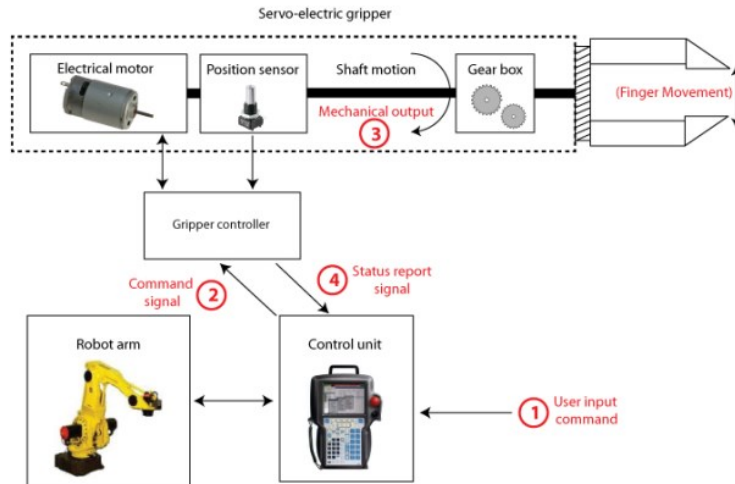 Servo-electric gripper
Electrical motor
Position sensor
Shaft motion
Gear box
Mechanical output
3
(Finger Movement)
Gripper controller
Command
signal
2
4
Status report
signal
Robot arm
Control unit
1
User input
command